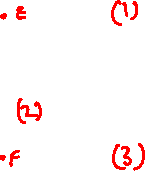 . E (1)
(2)
. F (3)